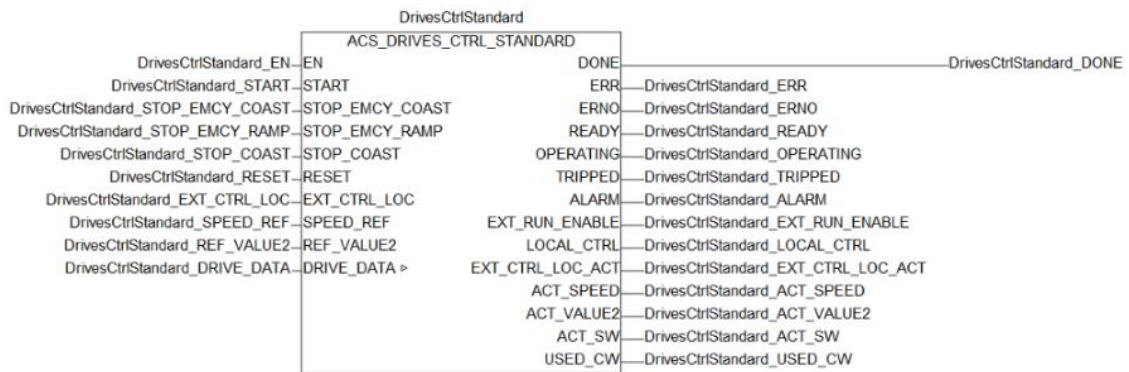 DrivesCtrlStandard
ACS_DRIVES_CTRL_STANDARD
DrivesCtrlStandard_EN EN DONE DrivesCtrlStandard_DONE
DrivesCtrlStandard_START START ERR DrivesCtrlStandard_ERR
DrivesCtrlStandard_STOP_EMCY_COAST STOP_EMCY_COAST ERNO DrivesCtrlStandard_ERNO
DrivesCtrlStandard_STOP_EMCY_RAMP STOP_EMCY_RAMP READY DrivesCtrlStandard_READY
DrivesCtrlStandard_STOP_COAST STOP_COAST OPERATING DrivesCtrlStandard_OPERATING
DrivesCtrlStandard_RESET RESET TRIPPED DrivesCtrlStandard_TRIPPED
DrivesCtrlStandard_EXT_CTRL_LOC EXT_CTRL_LOC ALARM DrivesCtrlStandard_ALARM
DrivesCtrlStandard_SPEED_REF SPEED_REF EXT_RUN_ENABLE DrivesCtrlStandard_EXT_RUN_ENABLE
DrivesCtrlStandard_REF_VALUE2 REF_VALUE2 LOCAL_CTRL DrivesCtrlStandard_LOCAL_CTRL
DrivesCtrlStandard_DRIVE_DATA DRIVE_DATA ▹ EXT_CTRL_LOC_ACT DrivesCtrlStandard_EXT_CTRL_LOC_ACT
ACT_SPEED DrivesCtrlStandard_ACT_SPEED
ACT_VALUE2 DrivesCtrlStandard_ACT_VALUE2
ACT_SW DrivesCtrlStandard_ACT_SW
USED_CW DrivesCtrlStandard_USED_CW